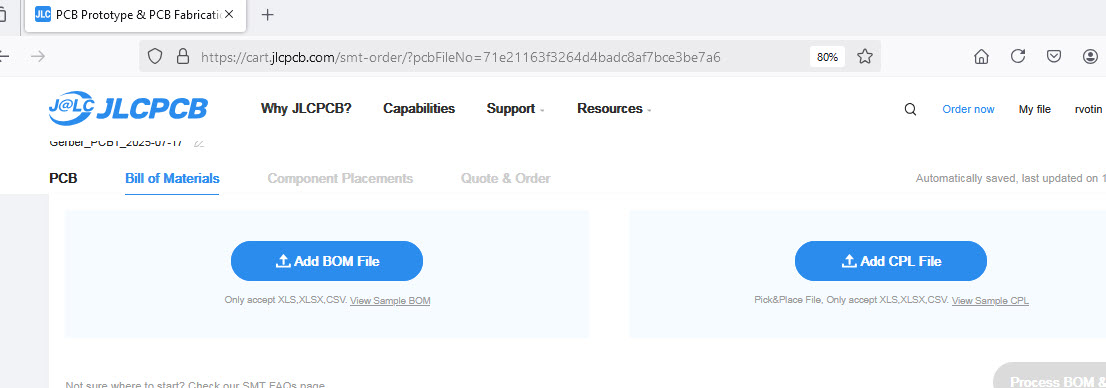 JLC PCB Prototype & PCB Fabricati
https://cart.jlcpcb.com/smt-order/?pcbFileNo=71e21163f3264d4badc8af7bce3be7a6 80%
J@LC JLCPCB Why JLCPCB? Capabilities Support Resources Order now My file rvotin
Gerber_PCB1_2025-07-17
PCB Bill of Materials Component Placements Quote & Order Automatically saved, last updated on 1
Add BOM File Add CPL File
Only accept XLS,XLSX,CSV. View Sample BOM Pick&Place File, Only accept XLS,XLSX,CSV. View Sample CPL
Process BOM &
Not sure where to start? Check our SMT FAQs page